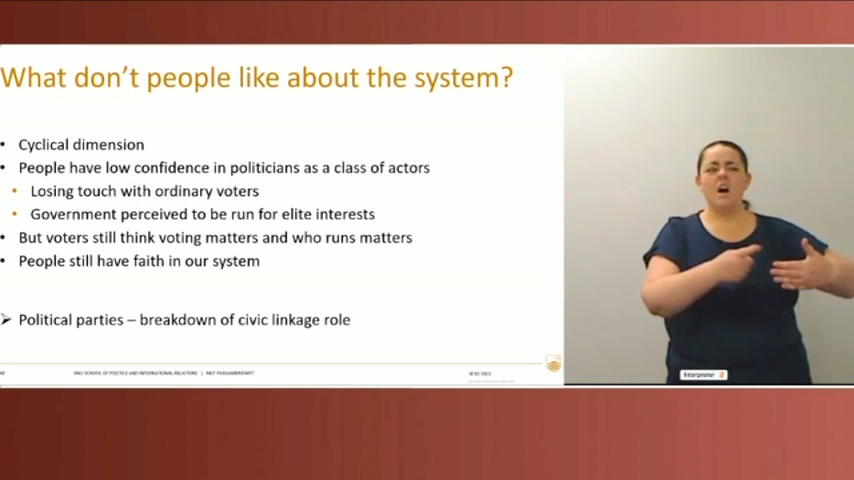 What don't people like about the system?
• Cyclical dimension
• People have low confidence in politicians as a class of actors
• Losing touch with ordinary voters
• Government perceived to be run for elite interests
• But voters still think voting matters and who runs matters
• People still have faith in our system
➢ Political parties – breakdown of civic linkage role
ANU SCHOOL OF POLITICS AND INTERNATIONAL RELATIONS |
Interpreter